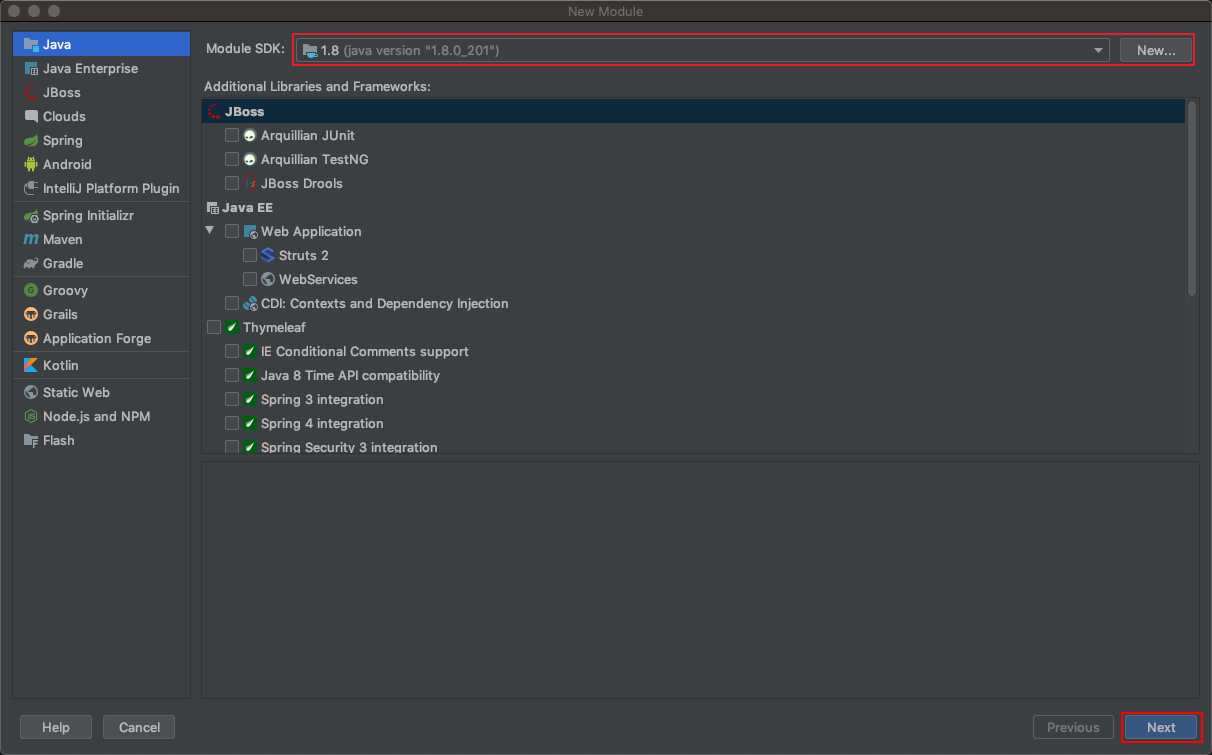 New Module
Java
Java Enterprise
JBoss
Clouds
Spring
Android
IntelliJ Platform Plugin
Spring Initializr
Maven
Gradle
Groovy
Grails
Application Forge
Kotlin
Static Web
Node.js and NPM
Flash
Module SDK: 1.8 (java version "1.8.0_201") New...
Additional Libraries and Frameworks:
JBoss
Arquillian JUnit
Arquillian TestNG
JBoss Drools
Java EE
Web Application
Struts 2
WebServices
CDI: Contexts and Dependency Injection
Thymeleaf
IE Conditional Comments support
Java 8 Time API compatibility
Spring 3 integration
Spring 4 integration
Spring Security 3 integration
Help Cancel Previous Next